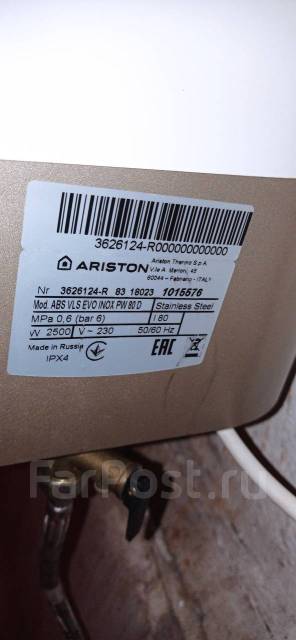 3626124-R000000000000
ARISTON
Ariston Thermo S.p.A.
V.le A. Merloni, 45
60044 – Fabriano - ITALY
Nr 3626124-R 83 18023 1015576
Mod. ABS VLS EVO INOX PW 80 D Stainless Steel
MPa 0,6 (bar 6) l 80
W 2500 V ~ 230 50/60 Hz
Made in Russia
IPX4
EAC
FarPost.ru